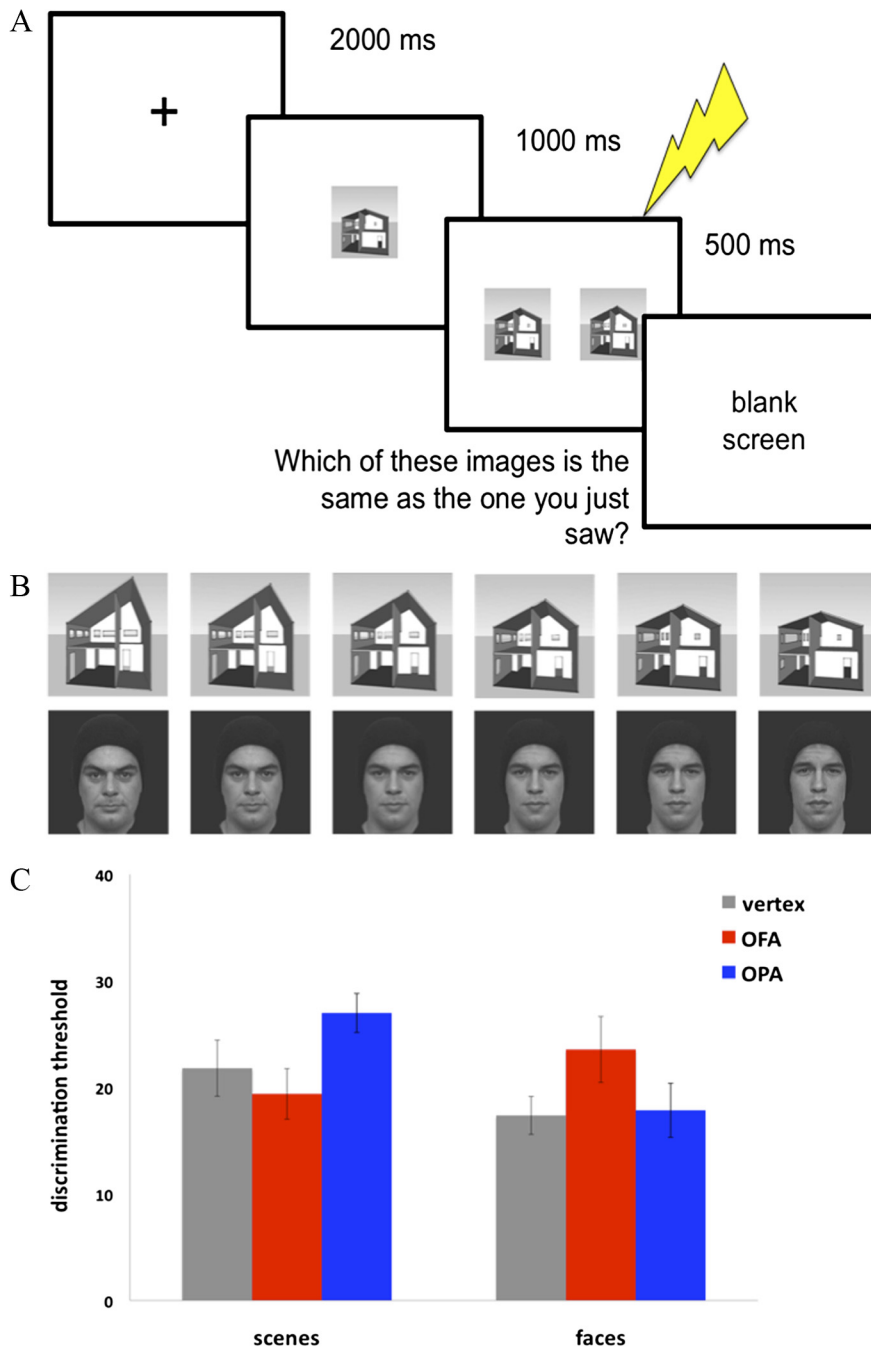 A
2000 ms
+
1000 ms
500 ms
blank
screen
Which of these images is the
same as the one you just
saw?
B
C
40
30
20
10
0
discrimination threshold
vertex
OFA
OPA
scenes
faces